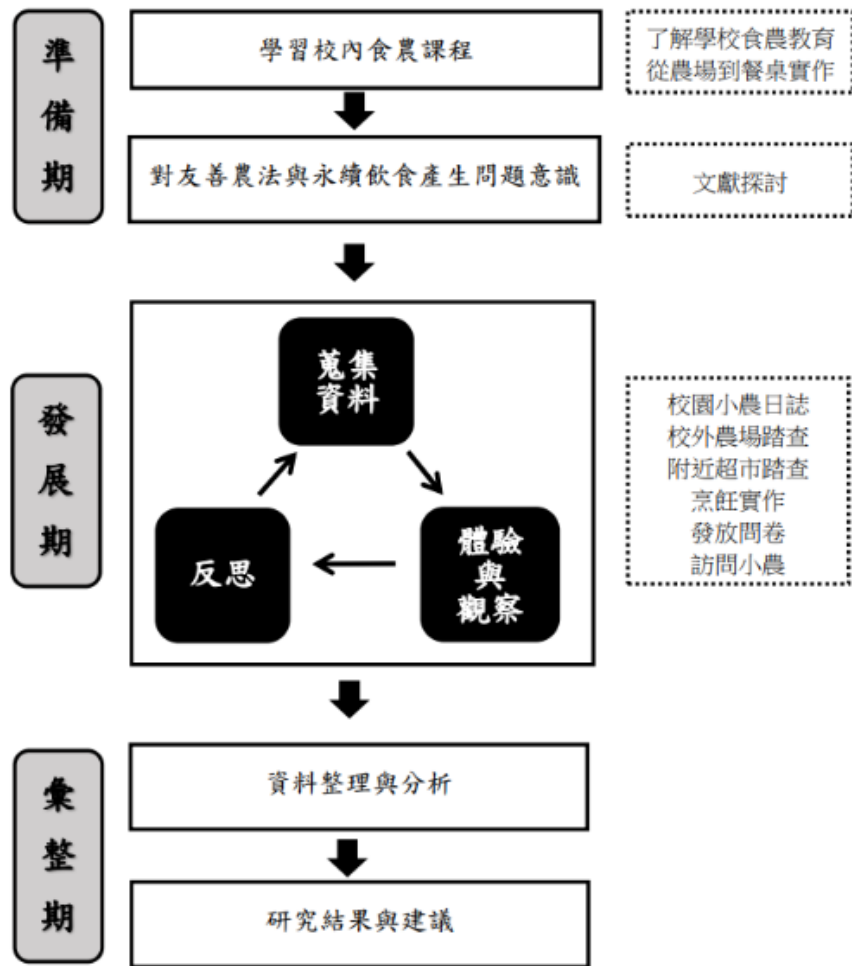 準備期
學習校內食農課程
了解學校食農教育
從農場到餐桌實作
對友善農法與永續飲食產生問題意識
文獻探討
發展期
蒐集
資料
反思
體驗
與
觀察
校園小農日誌
校外農場踏查
附近超市踏查
烹飪實作
發放問卷
訪問小農
彙整期
資料整理與分析
研究結果與建議